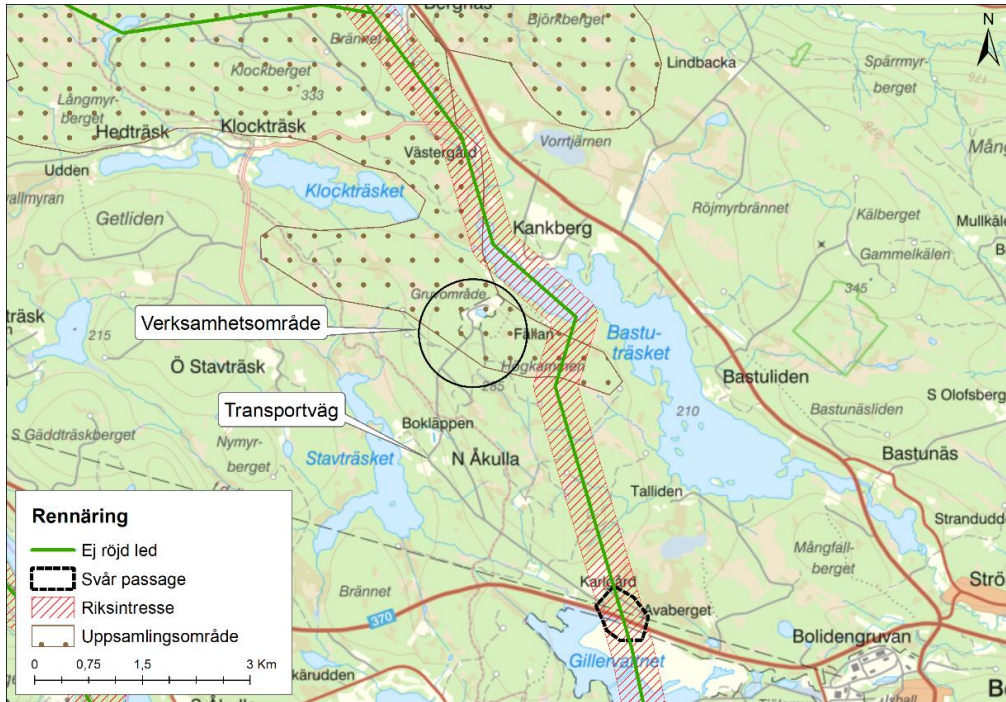 Bergnäs
N
Brännet
Björkberget
Lindbacka
Spärrmyr-
berget
Klockberget
333
Långmyr-
berget
Hedträsk
Klockträsk
Vorrtjärnen
Västergård
Udden
Klockträsket
Getliden
Röjmyrbrännet
Kälberget
Kankberg
Gammelkälen
345
Gruvområde
Verksamhetsområde
215
Fällan
Bastu-
träsket
Högkammen
Ö Stavträsk
265
Bastuliden
S Olofsberg
Transportväg
210
Bastunäsliden
Bokläppen
S Gäddträskberget
Nymyr-
berget
Stavträsket
N Åkulla
Bastunäs
Talliden
Rennäring
Ej röjd led
Svår passage
Riksintresse
Uppsamlingsområde
0 0,75 1,5 3 Km
Mångfall-
berget
Brännet
Karlgård
370
Avaberget
Bolidengruvan
Gillervattnet